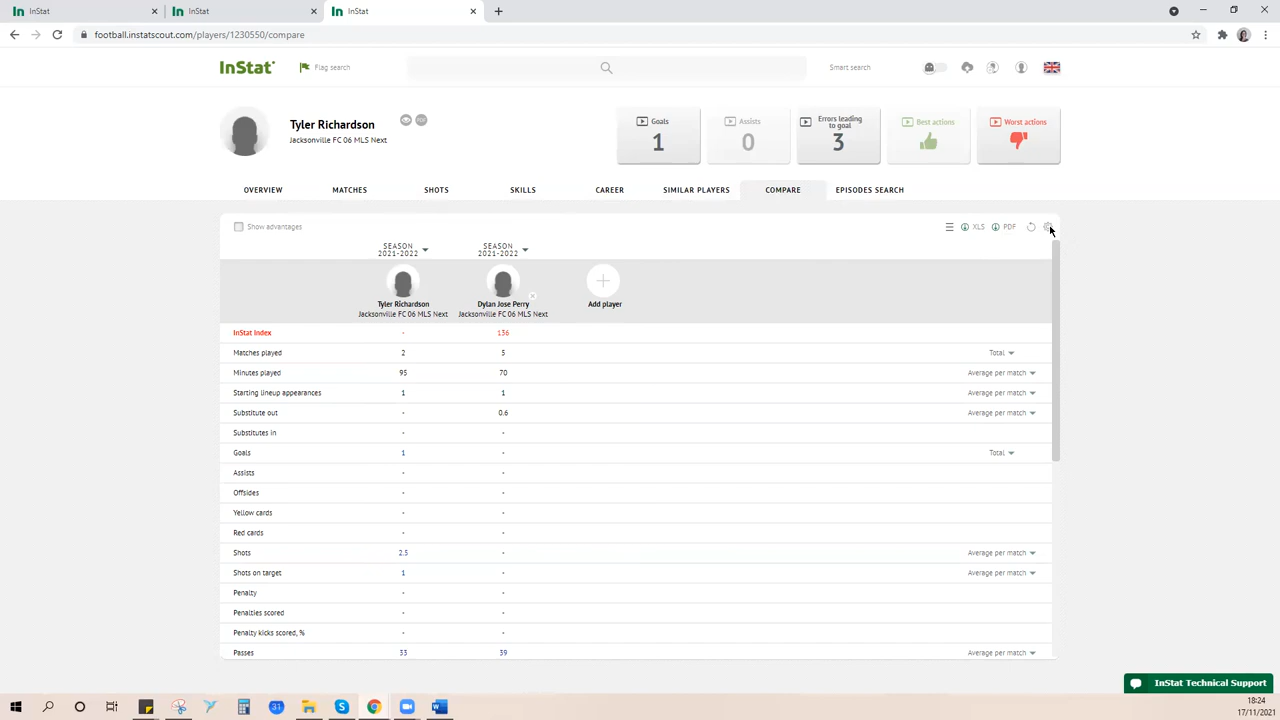 InStat
InStat
InStat
football.instatscout.com/players/1230550/compare
InStat
Flag search
Smart search
Tyler Richardson
PDF
Jacksonville FC 06 MLS Next
Goals
1
Assists
0
Errors leading
to goal
3
Best actions
Worst actions
OVERVIEW MATCHES SHOTS SKILLS CAREER SIMILAR PLAYERS COMPARE EPISODES SEARCH
Show advantages
XLS PDF
SEASON
2021-2022
SEASON
2021-2022
Tyler Richardson
Jacksonville FC 06 MLS Next
Dylan Jose Perry
Jacksonville FC 06 MLS Next
Add player
InStat Index - 136
Matches played 2 5 Total
Minutes played 95 70 Average per match
Starting lineup appearances 1 1 Average per match
Substitute out - 0.6 Average per match
Substitutes in - -
Goals 1 - Total
Assists - -
Offsides - -
Yellow cards - -
Red cards - -
Shots 2.5 - Average per match
Shots on target 1 - Average per match
Penalty - -
Penalties scored - -
Penalty kicks scored, % - -
Passes 33 39 Average per match
InStat Technical Support
31
18:24
17/11/2021